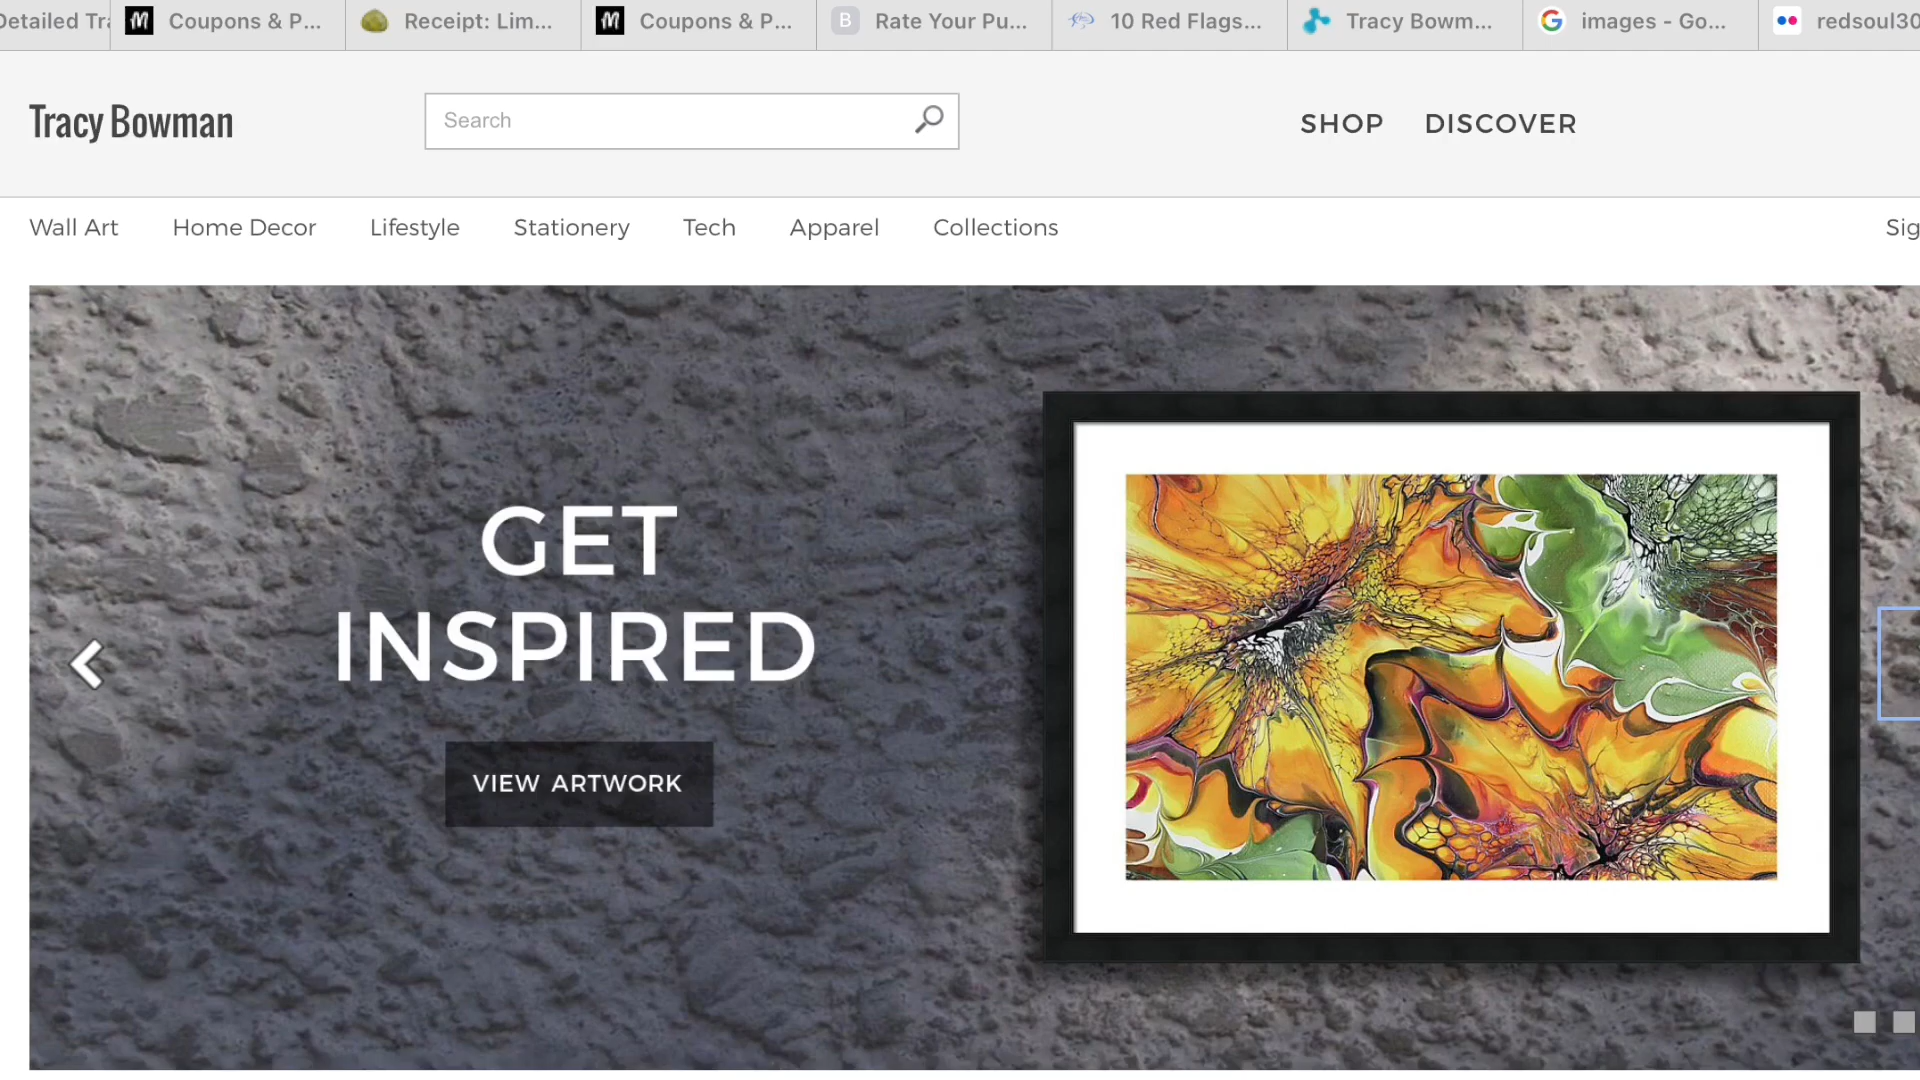 Detailed Tra
Coupons & P...
Receipt: Lim...
Coupons & P...
B
Rate Your Pu...
10 Red Flags...
Tracy Bowm...
images - Go...
redsoul30
Tracy Bowman
Search
SHOP
DISCOVER
Wall Art
Home Decor
Lifestyle
Stationery
Tech
Apparel
Collections
Sig
GET
INSPIRED
VIEW ARTWORK